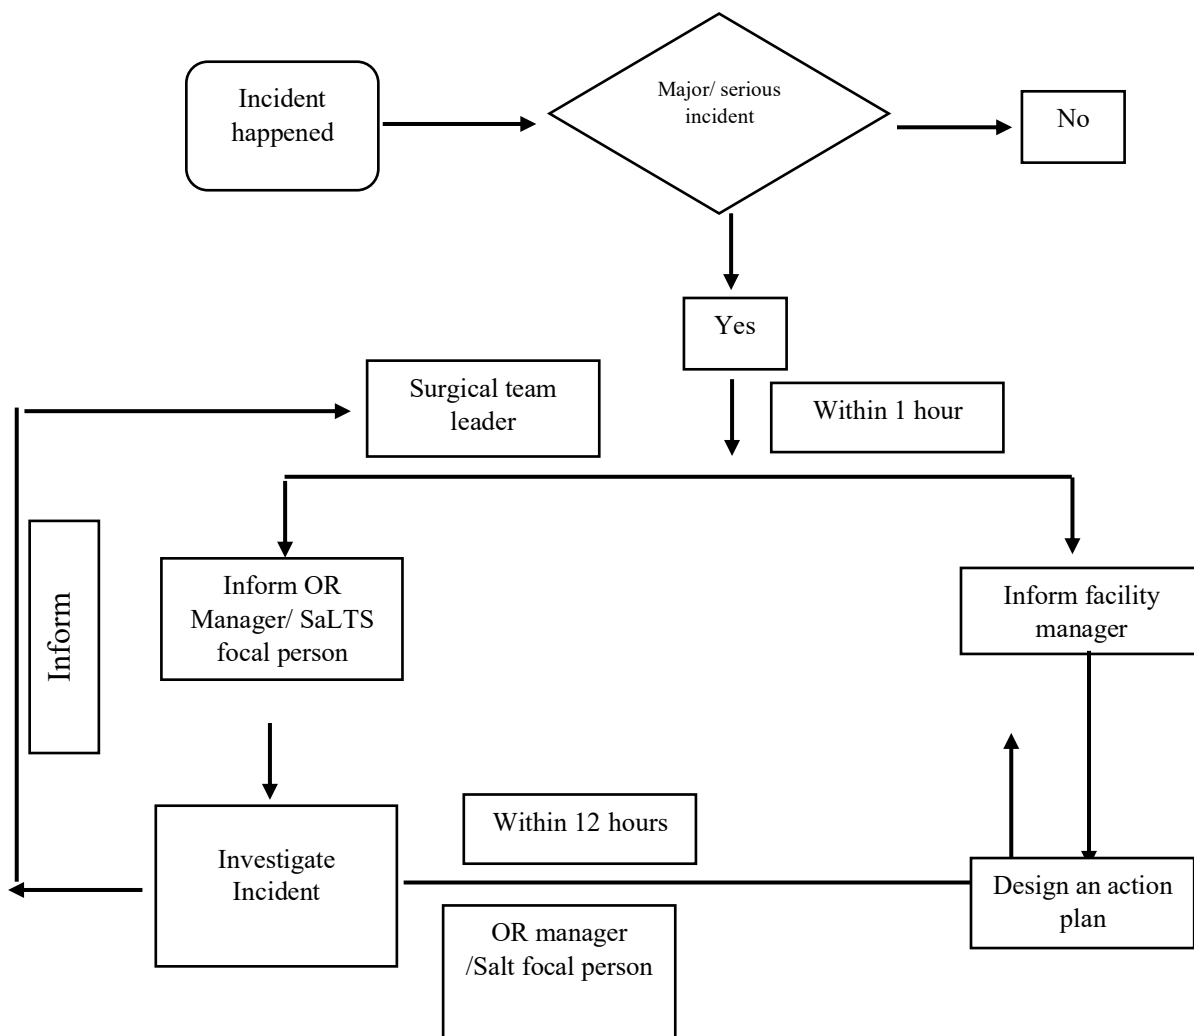 Incident
happened
Major/ serious
incident
No
Yes
Surgical team
leader
Within 1 hour
Inform
Inform OR
Manager/ SaLTS
focal person
Inform facility
manager
Within 12 hours
Investigate
Incident
Design an action
plan
OR manager
/Salt focal person